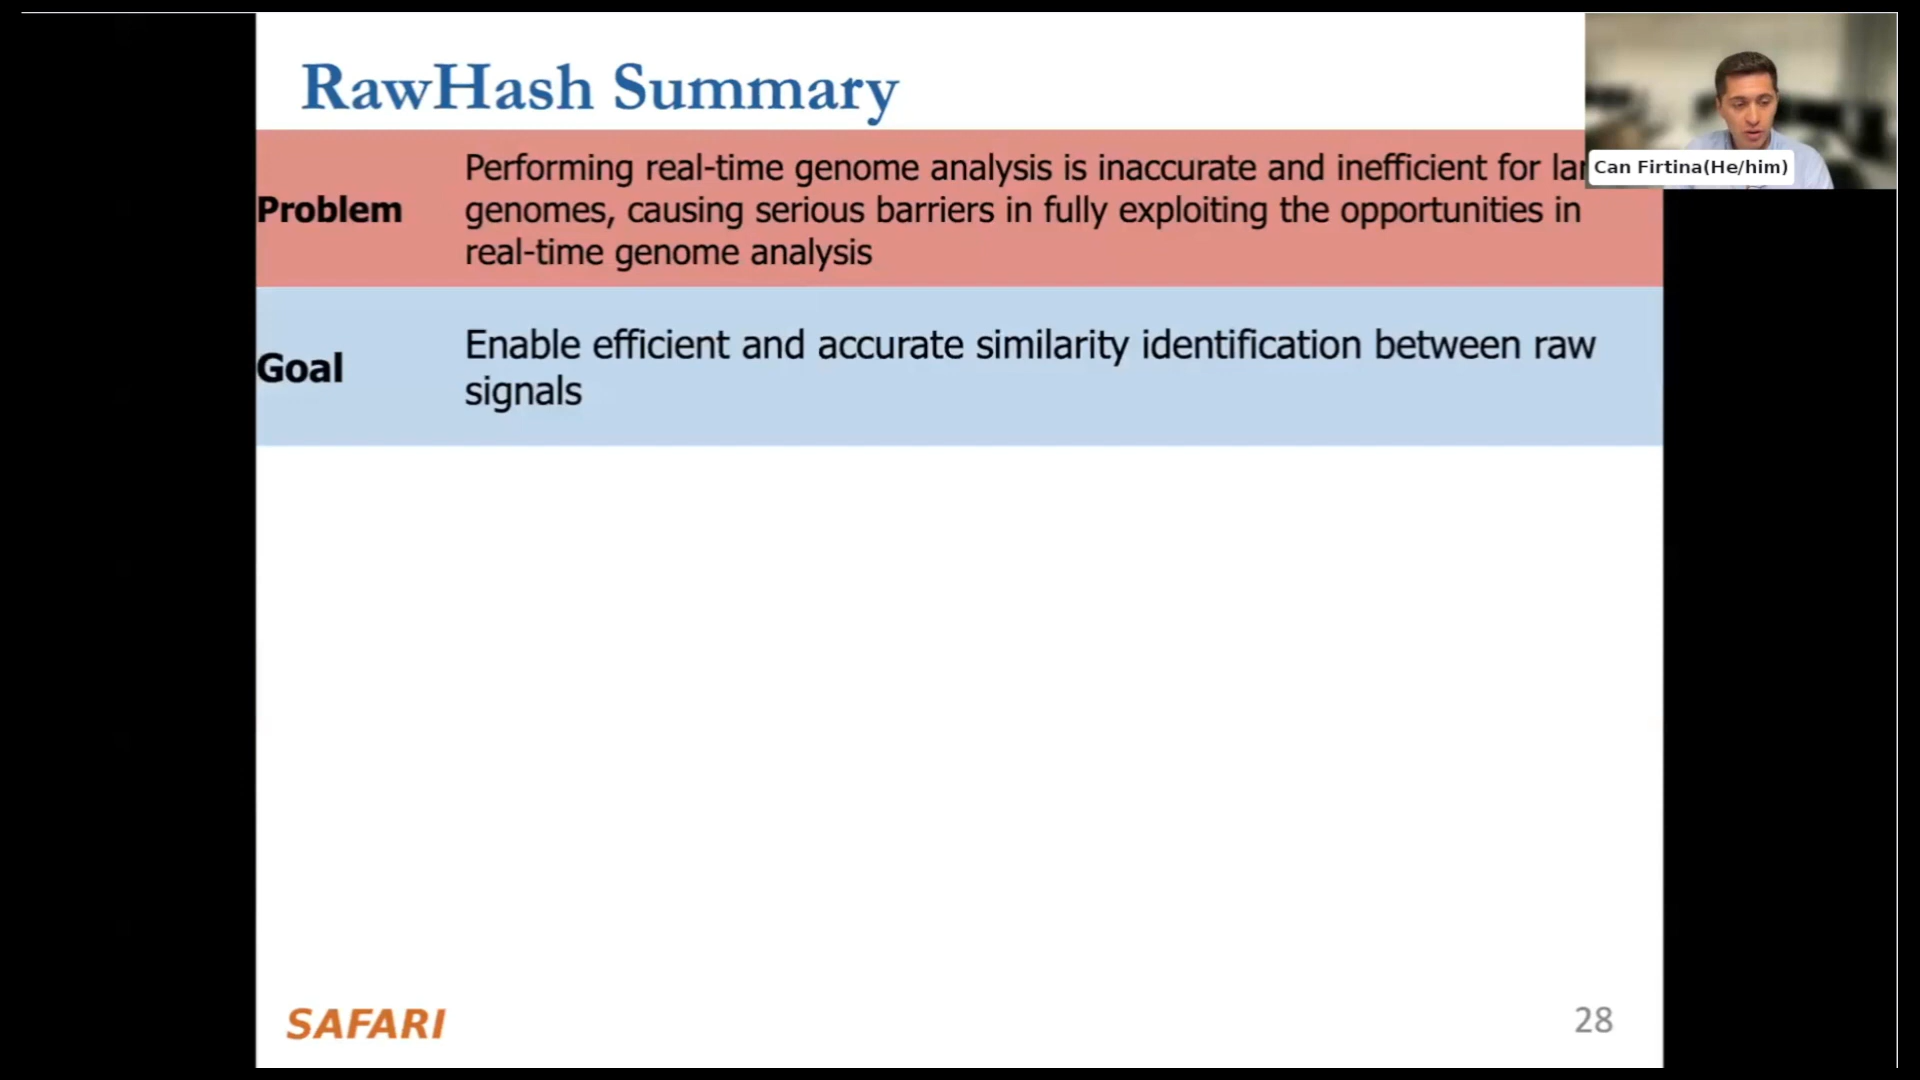 RawHash Summary
Performing real-time genome analysis is inaccurate and inefficient for
Problem
genomes, causing serious barriers in fully exploiting the opportunities in
real-time genome analysis
Can Firtina(He/him)
Enable efficient and accurate similarity identification between raw
Goal
signals
SAFARI
28